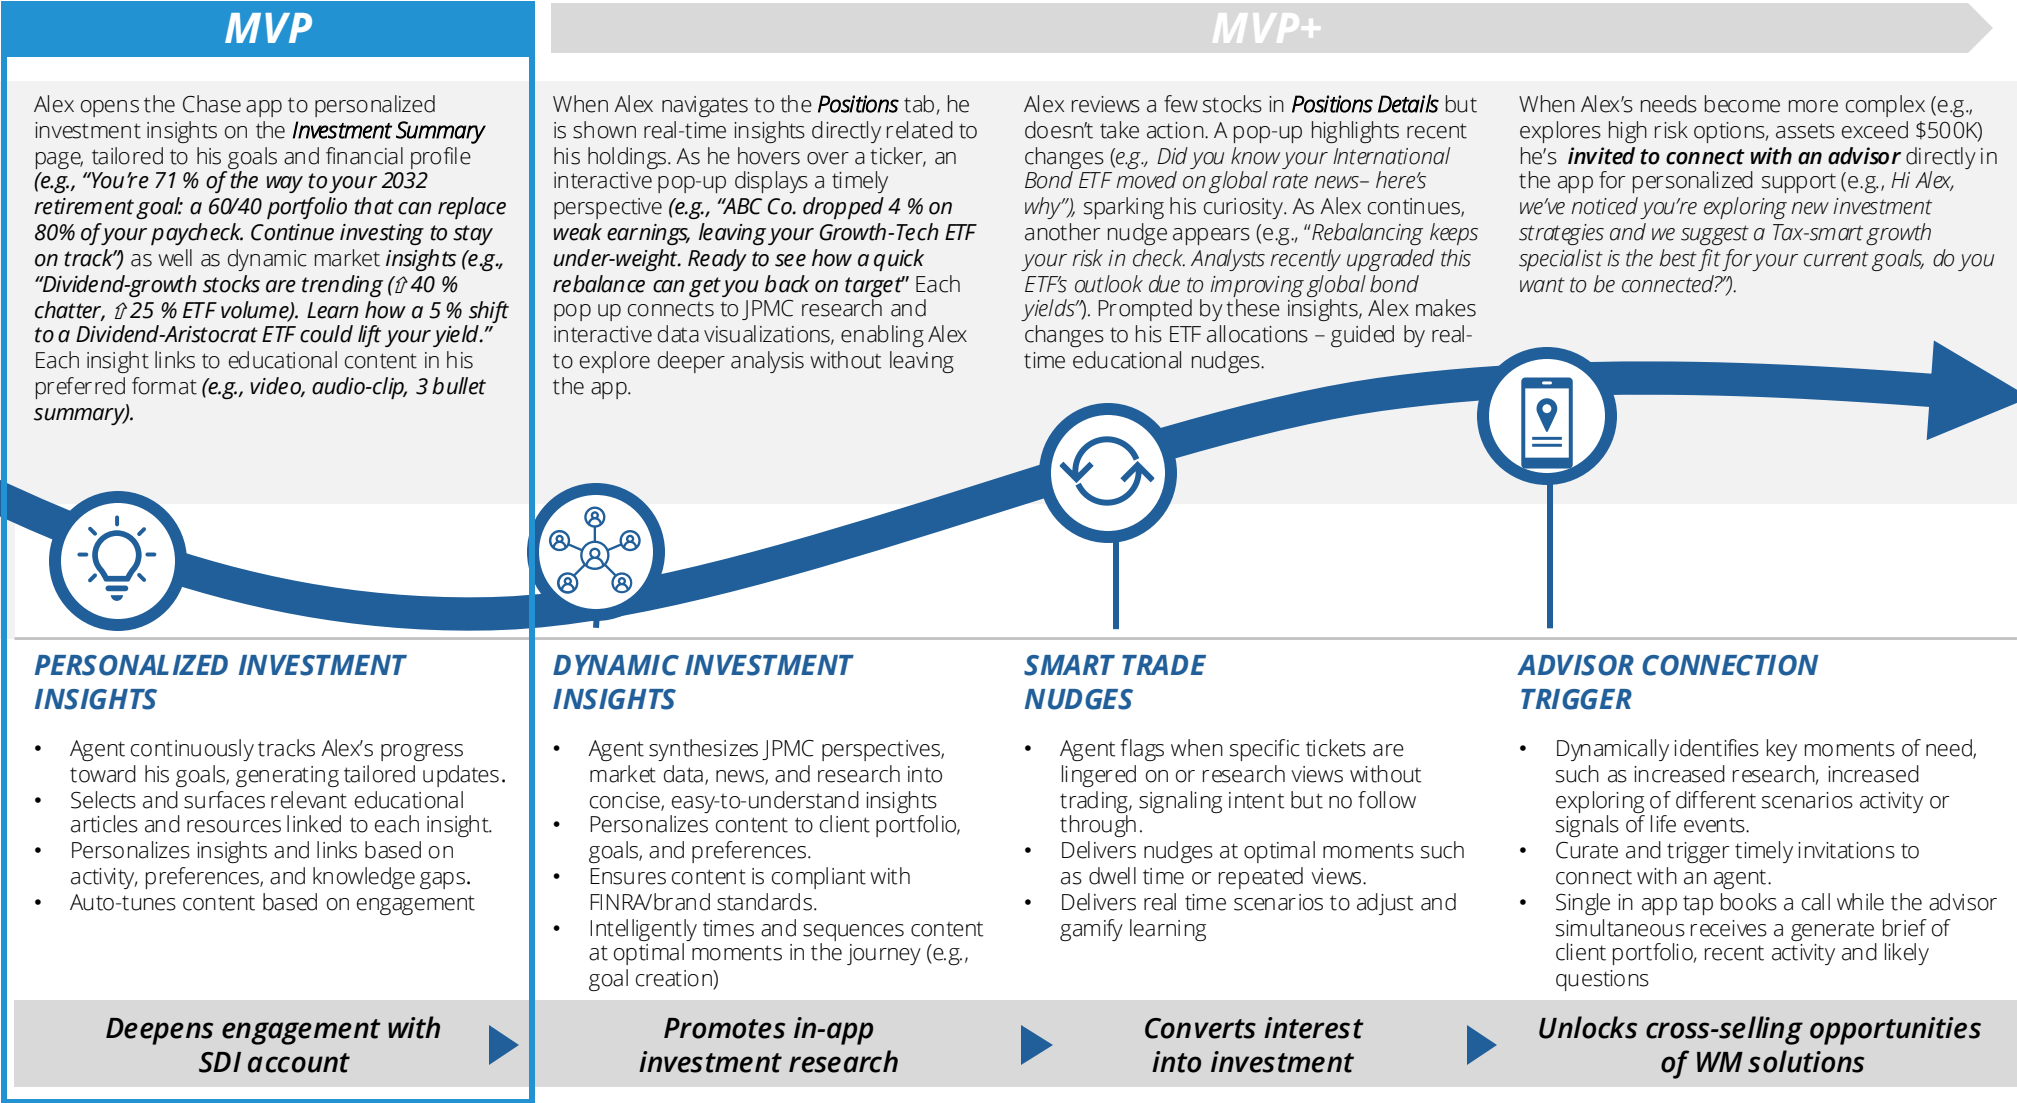 MVP
MVP+
Alex opens the Chase app to personalized
investment insights on the Investment Summary
page, tailored to his goals and financial profile
(e.g., “You’re 71 % of the way to your 2032
retirement goal: a 60/40 portfolio that can replace
80% of your paycheck. Continue investing to stay
on track”) as well as dynamic market insights (e.g.,
“Dividend-growth stocks are trending (⇧ 40 %
chatter, ⇧ 25 % ETF volume). Learn how a 5 % shift
to a Dividend-Aristocrat ETF could lift your yield.”
Each insight links to educational content in his
preferred format (e.g., video, audio-clip, 3 bullet
summary).
When Alex navigates to the Positions tab, he
is shown real-time insights directly related to
his holdings. As he hovers over a ticker, an
interactive pop-up displays a timely
perspective (e.g., “ABC Co. dropped 4 % on
weak earnings, leaving your Growth-Tech ETF
under-weight. Ready to see how a quick
rebalance can get you back on target” Each
pop up connects to JPMC research and
interactive data visualizations, enabling Alex
to explore deeper analysis without leaving
the app.
Alex reviews a few stocks in Positions Details but
doesn’t take action. A pop-up highlights recent
changes (e.g., Did you know your International
Bond ETF moved on global rate news– here’s
why”), sparking his curiosity. As Alex continues,
another nudge appears (e.g., “Rebalancing keeps
your risk in check. Analysts recently upgraded this
ETF’s outlook due to improving global bond
yields”). Prompted by these insights, Alex makes
changes to his ETF allocations – guided by real-
time educational nudges.
When Alex’s needs become more complex (e.g.,
explores high risk options, assets exceed $500K)
he’s invited to connect with an advisor directly in
the app for personalized support (e.g., Hi Alex,
we’ve noticed you’re exploring new investment
strategies and we suggest a Tax-smart growth
specialist is the best fit for your current goals, do you
want to be connected?”).
PERSONALIZED INVESTMENT
INSIGHTS
• Agent continuously tracks Alex’s progress
toward his goals, generating tailored updates.
• Selects and surfaces relevant educational
articles and resources linked to each insight.
• Personalizes insights and links based on
activity, preferences, and knowledge gaps.
• Auto-tunes content based on engagement
DYNAMIC INVESTMENT
INSIGHTS
• Agent synthesizes JPMC perspectives,
market data, news, and research into
concise, easy-to-understand insights
• Personalizes content to client portfolio,
goals, and preferences.
• Ensures content is compliant with
FINRA/brand standards.
• Intelligently times and sequences content
at optimal moments in the journey (e.g.,
goal creation)
SMART TRADE
NUDGES
• Agent flags when specific tickets are
lingered on or research views without
trading, signaling intent but no follow
through.
• Delivers nudges at optimal moments such
as dwell time or repeated views.
• Delivers real time scenarios to adjust and
gamify learning
ADVISOR CONNECTION
TRIGGER
• Dynamically identifies key moments of need,
such as increased research, increased
exploring of different scenarios activity or
signals of life events.
• Curate and trigger timely invitations to
connect with an agent.
• Single in app tap books a call while the advisor
simultaneous receives a generate brief of
client portfolio, recent activity and likely
questions
Deepens engagement with
SDI account
Promotes in-app
investment research
Converts interest
into investment
Unlocks cross-selling opportunities
of WM solutions